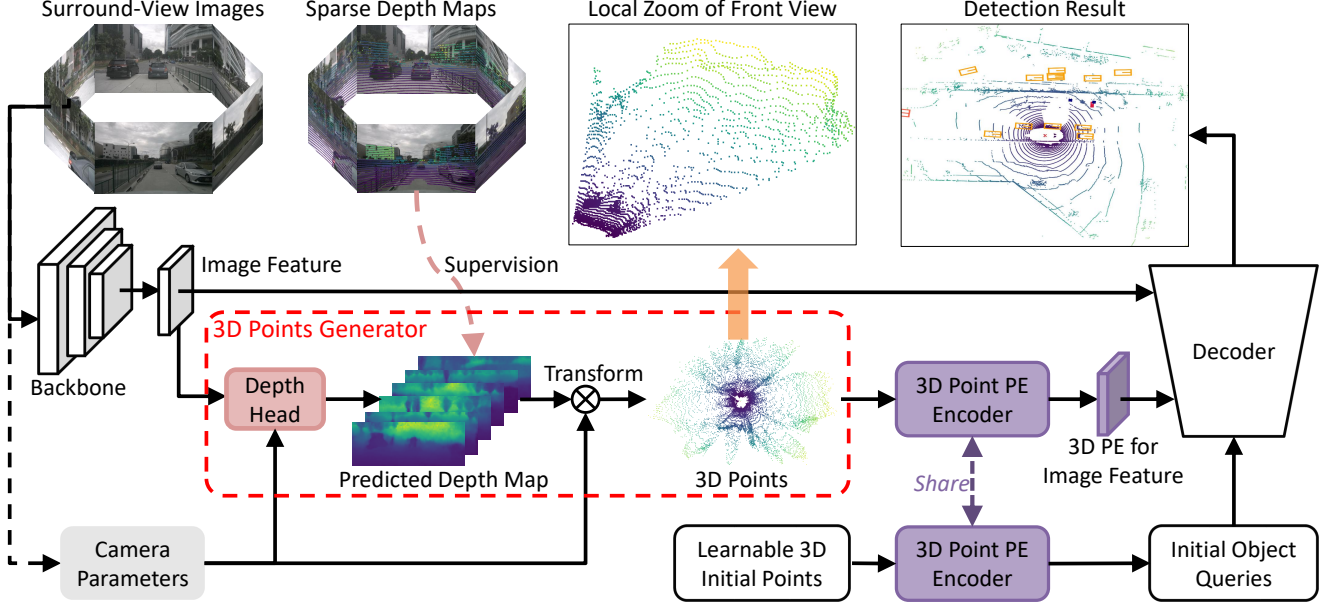 Surround-View Images
Sparse Depth Maps
Local Zoom of Front View
Detection Result
Image Feature
Supervision
Backbone
3D Points Generator
Depth
Head
Predicted Depth Map
Transform
3D Points
3D Point PE
Encoder
3D PE for
Image Feature
Decoder
Share
Camera
Parameters
Learnable 3D
Initial Points
3D Point PE
Encoder
Initial Object
Queries